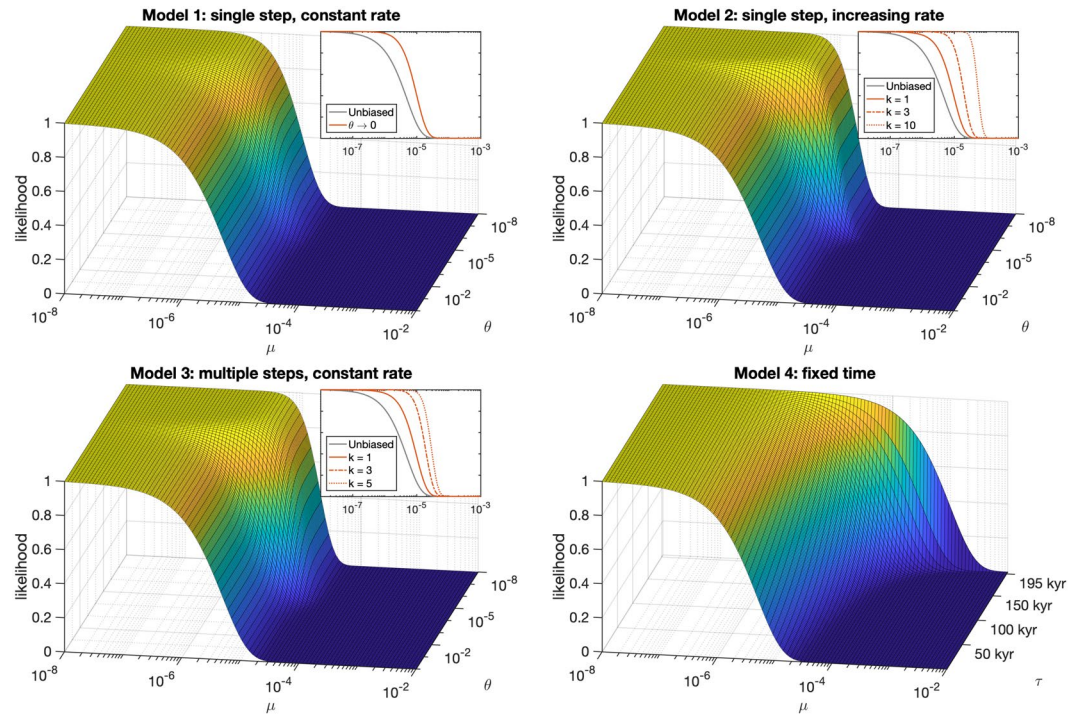 Model 1: single step, constant rate
likelihood
1
0.8
0.6
0.4
0.2
0
10⁻⁸
10⁻⁶
10⁻⁴
10⁻²
μ
10⁻²
10⁻⁵
10⁻⁸
θ
Unbiased
θ → 0
10⁻⁷
10⁻⁵
10⁻³
Model 2: single step, increasing rate
likelihood
1
0.8
0.6
0.4
0.2
0
10⁻⁸
10⁻⁶
10⁻⁴
10⁻²
μ
10⁻²
10⁻⁵
10⁻⁸
θ
Unbiased
k = 1
k = 3
k = 10
10⁻⁷
10⁻⁵
10⁻³
Model 3: multiple steps, constant rate
likelihood
1
0.8
0.6
0.4
0.2
0
10⁻⁸
10⁻⁶
10⁻⁴
10⁻²
μ
10⁻²
10⁻⁵
10⁻⁸
θ
Unbiased
k = 1
k = 3
k = 5
10⁻⁷
10⁻⁵
10⁻³
Model 4: fixed time
likelihood
1
0.8
0.6
0.4
0.2
0
10⁻⁸
10⁻⁶
10⁻⁴
10⁻²
μ
50 kyr
100 kyr
150 kyr
195 kyr
τ